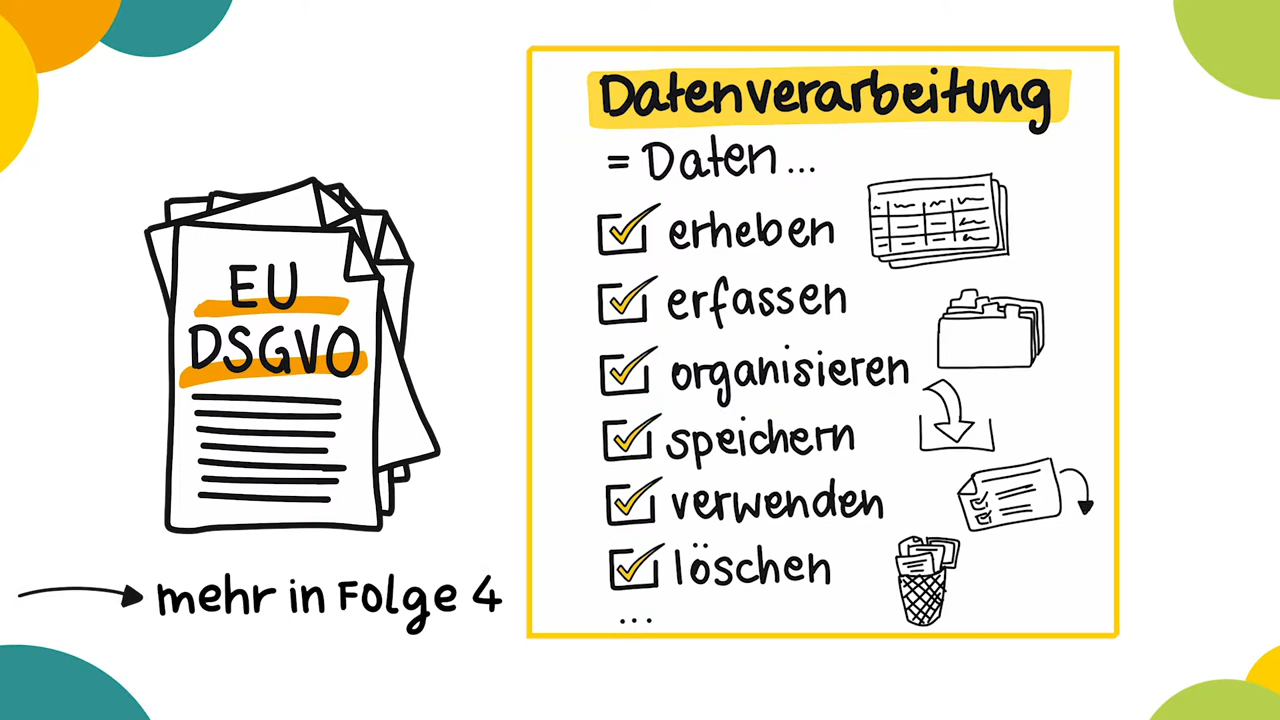 EU
DSGVO
mehr in Folge 4
Datenverarbeitung
= Daten...
erheben
erfassen
organisieren
speichern
verwenden
löschen
...